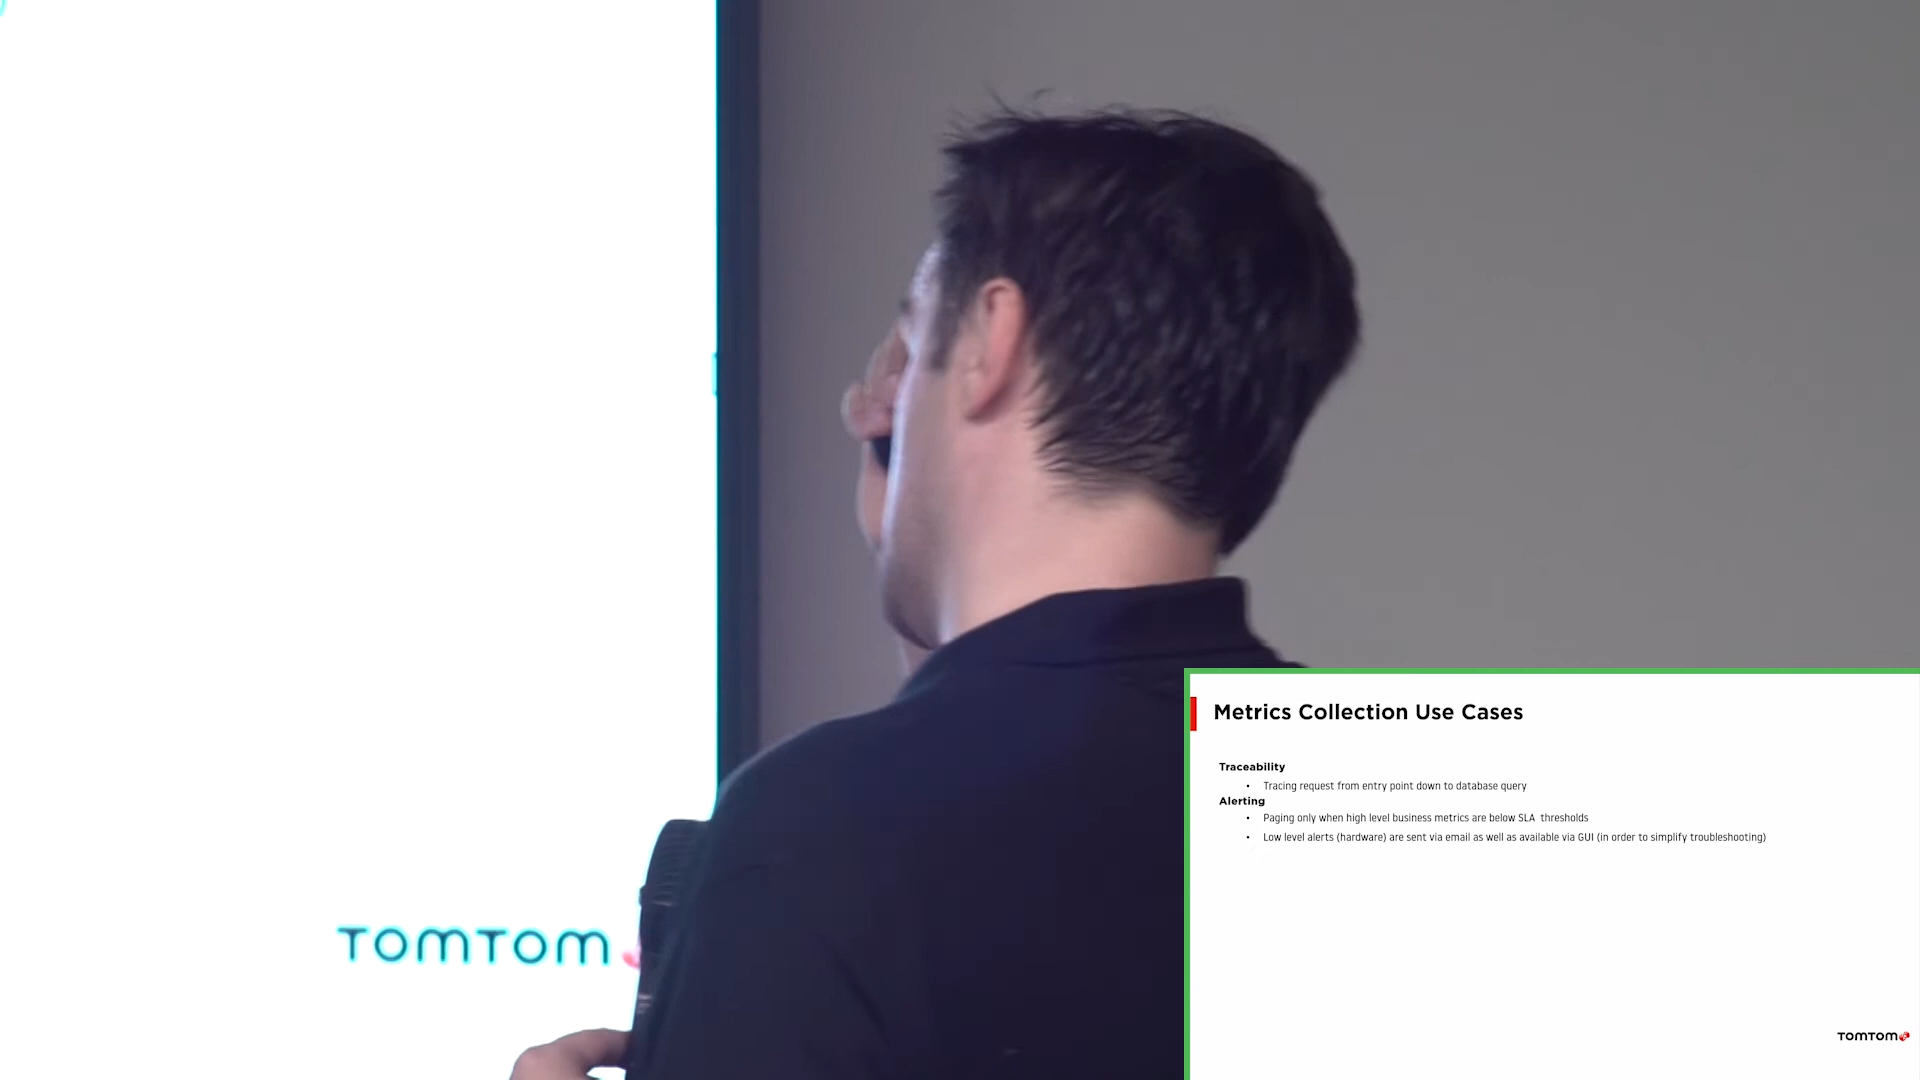 TOMTOM
Metrics Collection Use Cases
Traceability
• Tracing request from entry point down to database query
Alerting
• Paging only when high level business metrics are below SLA thresholds
• Low level alerts (hardware) are sent via email as well as available via GUI (in order to simplify troubleshooting)
TOMTOM